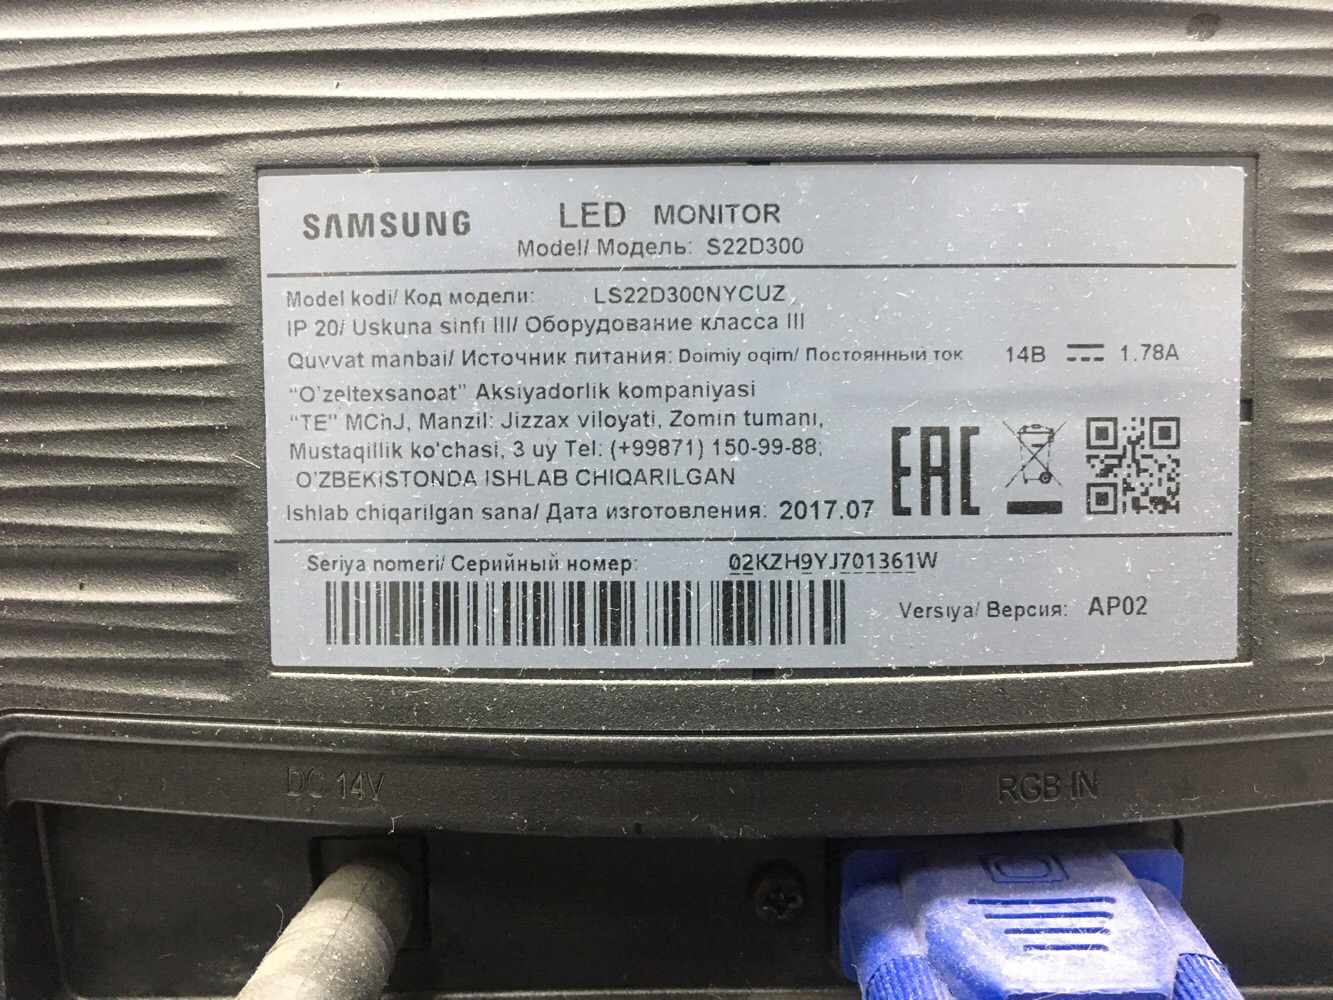 SAMSUNG LED MONITOR
Model/ Модель: S22D300
Model kodi/ Код модели: LS22D300NYCUZ
IP 20/ Uskuna sinfi III/ Оборудование класса III
Quvvat manbai/ Источник питания: Doimiy oqim/ Постоянный ток 14В 1.78A
“O'zeltexsanoat” Aksiyadorlik kompaniyasi
“TE” MChJ, Manzil: Jizzax viloyati, Zomin tumani,
Mustaqillik ko'chasi, 3 uy Tel: (+99871) 150-99-88;
O'ZBEKISTONDA ISHLAB CHIQARILGAN
EAC
Ishlab chiqarilgan sana/ Дата изготовления: 2017.07
Seriya nomeri/ Серийный номер: 02KZH9YJ701361W
Versiya/ Версия: AP02
DC 14V RGB IN